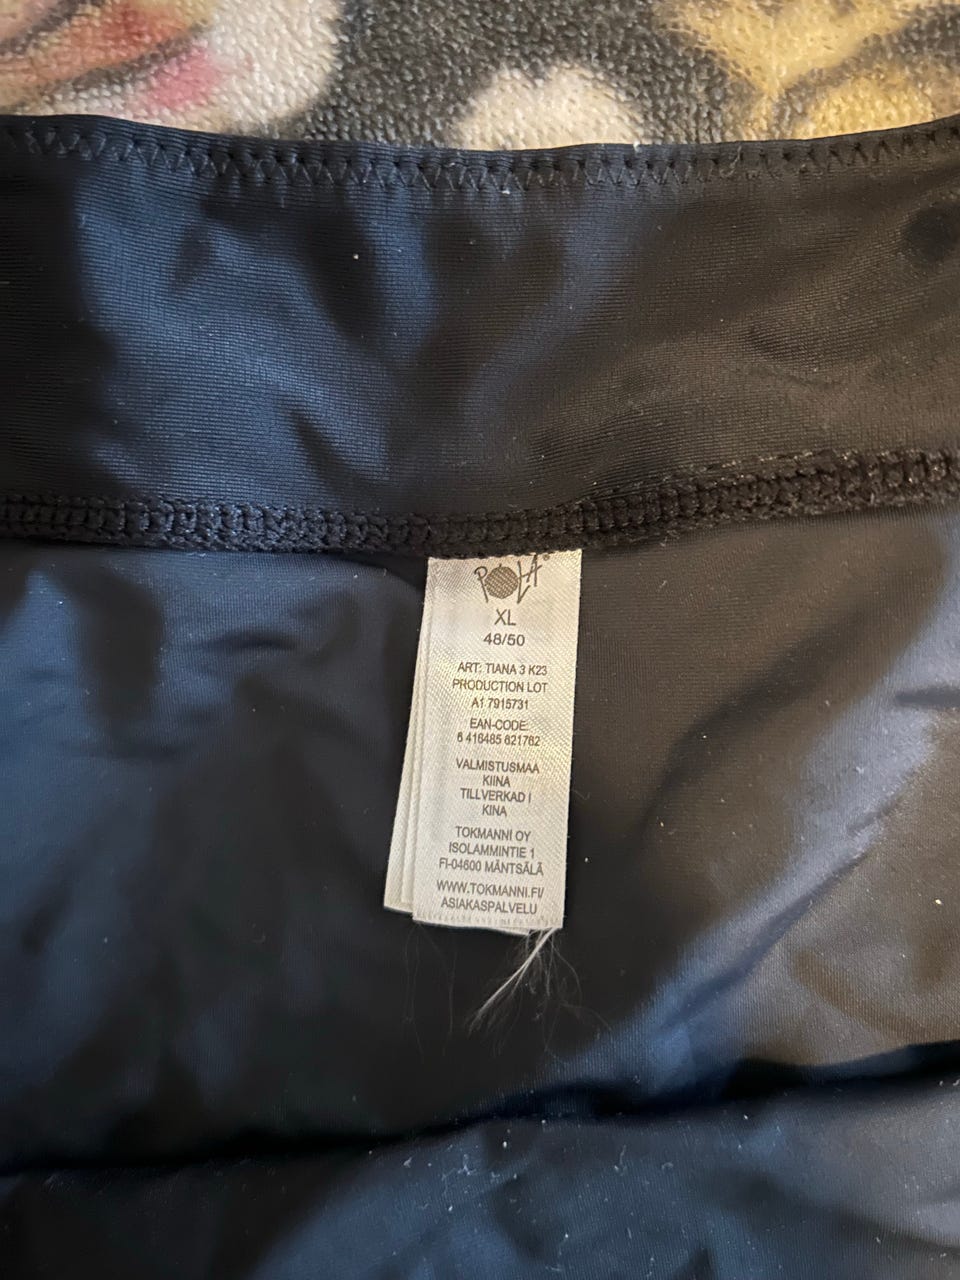 POLA®
XL
48/50
ART: TIANA 3 K23
PRODUCTION LOT
A1 7915731
EAN-CODE:
6 416485 621762
VALMISTUSMAA
KIINA
TILLVERKAD I
KINA
TOKMANNI OY
ISOLAMMINTIE 1
FI-04600 MÄNTSÄLÄ
WWW.TOKMANNI.FI/
ASIAKASPALVELU